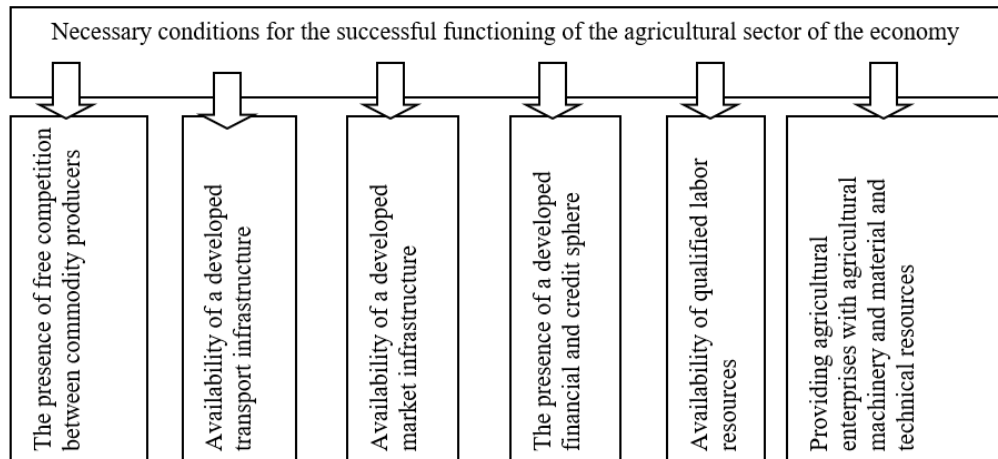 Necessary conditions for the successful functioning of the agricultural sector of the economy
The presence of free competition
between commodity producers
Availability of a developed
transport infrastructure
Availability of a developed
market infrastructure
The presence of a developed
financial and credit sphere
Availability of qualified labor
resources
Providing agricultural
enterprises with agricultural
machinery and material and
technical resources